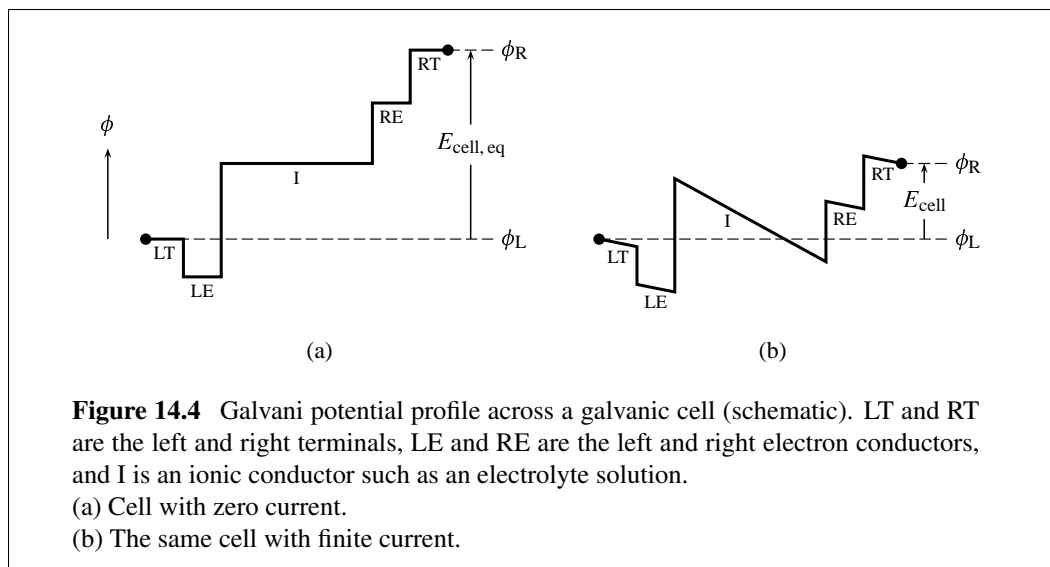 ϕ
LT
LE
I
RE
RT
ϕR
Ecell, eq
ϕL
(a)
LT
LE
I
RE
RT
ϕR
Ecell
ϕL
(b)
Figure 14.4 Galvani potential profile across a galvanic cell (schematic). LT and RT
are the left and right terminals, LE and RE are the left and right electron conductors,
and I is an ionic conductor such as an electrolyte solution.
(a) Cell with zero current.
(b) The same cell with finite current.